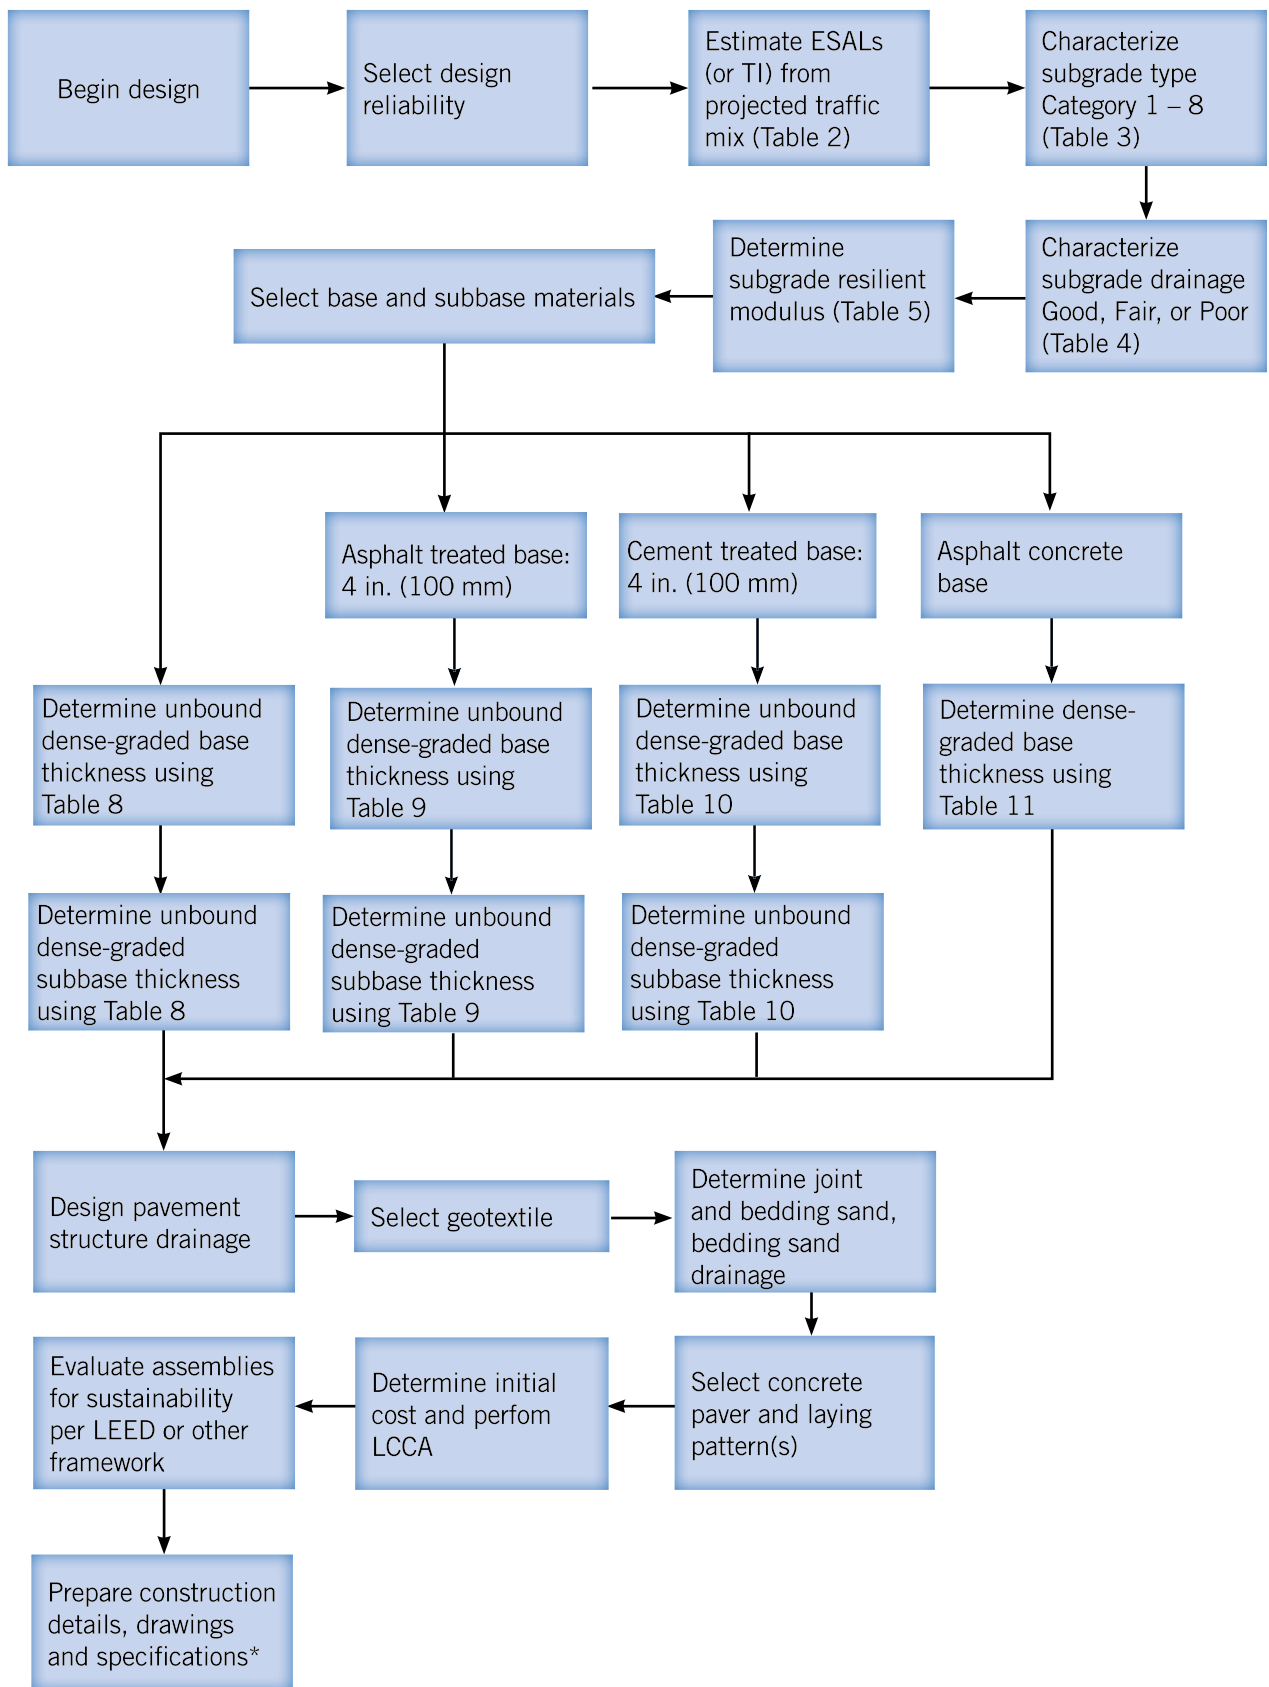 Begin design
Select design
reliability
Estimate ESALs
(or TI) from
projected traffic
mix (Table 2)
Characterize
subgrade type
Category 1 – 8
(Table 3)
Characterize
subgrade drainage
Good, Fair, or Poor
(Table 4)
Determine
subgrade resilient
modulus (Table 5)
Select base and subbase materials
Asphalt treated base:
4 in. (100 mm)
Cement treated base:
4 in. (100 mm)
Asphalt concrete
base
Determine unbound
dense-graded base
thickness using
Table 8
Determine unbound
dense-graded base
thickness using
Table 9
Determine unbound
dense-graded base
thickness using
Table 10
Determine dense-
graded base
thickness using
Table 11
Determine unbound
dense-graded
subbase thickness
using Table 8
Determine unbound
dense-graded
subbase thickness
using Table 9
Determine unbound
dense-graded
subbase thickness
using Table 10
Design pavement
structure drainage
Select geotextile
Determine joint
and bedding sand,
bedding sand
drainage
Select concrete
paver and laying
pattern(s)
Determine initial
cost and perfom
LCCA
Evaluate assemblies
for sustainability
per LEED or other
framework
Prepare construction
details, drawings
and specifications*